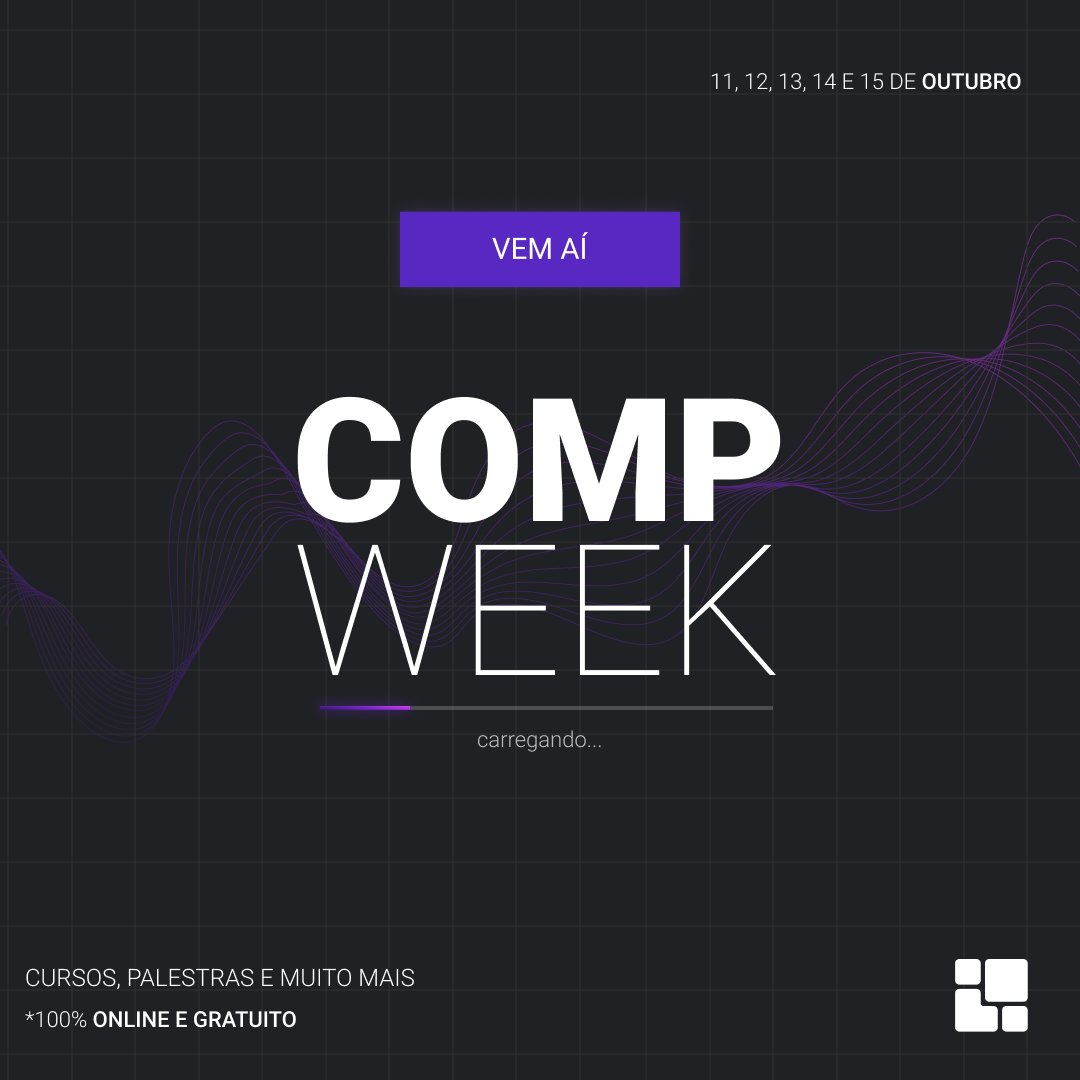 11, 12, 13, 14 E 15 DE OUTUBRO
VEM AÍ
COMP
WEEK
carregando...
CURSOS, PALESTRAS E MUITO MAIS
*100% ONLINE E GRATUITO